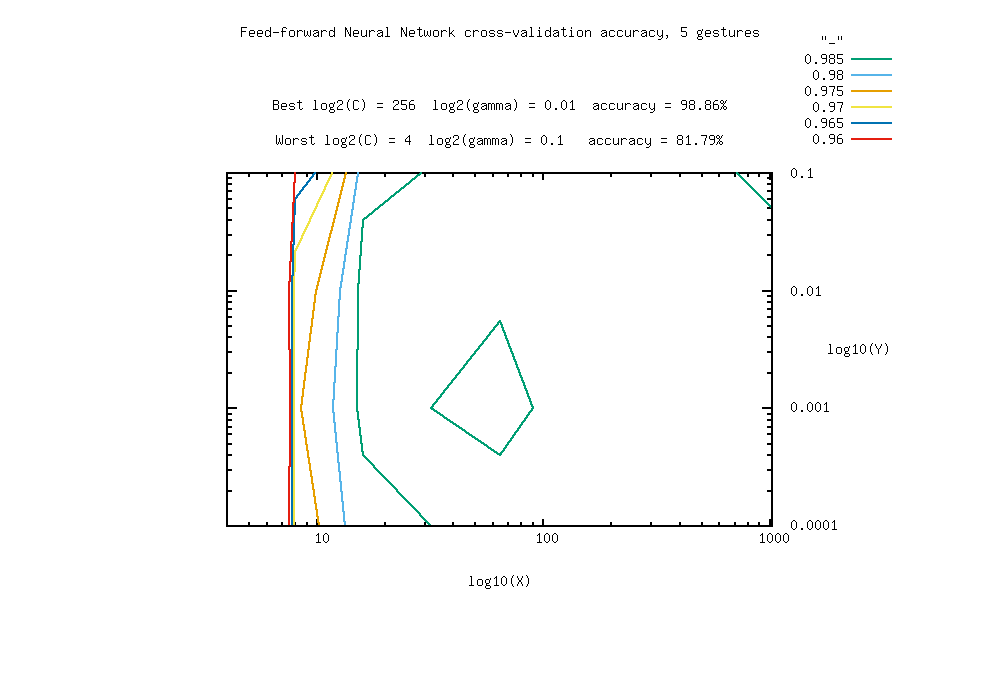 Feed-forward Neural Network cross-validation accuracy, 5 gestures
"_"
0.985
0.98
0.975
0.97
0.965
0.96
Best log2(C) = 256  log2(gamma) = 0.01  accuracy = 98.86%
Worst log2(C) = 4  log2(gamma) = 0.1   accuracy = 81.79%
0.1
0.01
log10(Y)
0.001
0.0001
10
100
1000
log10(X)